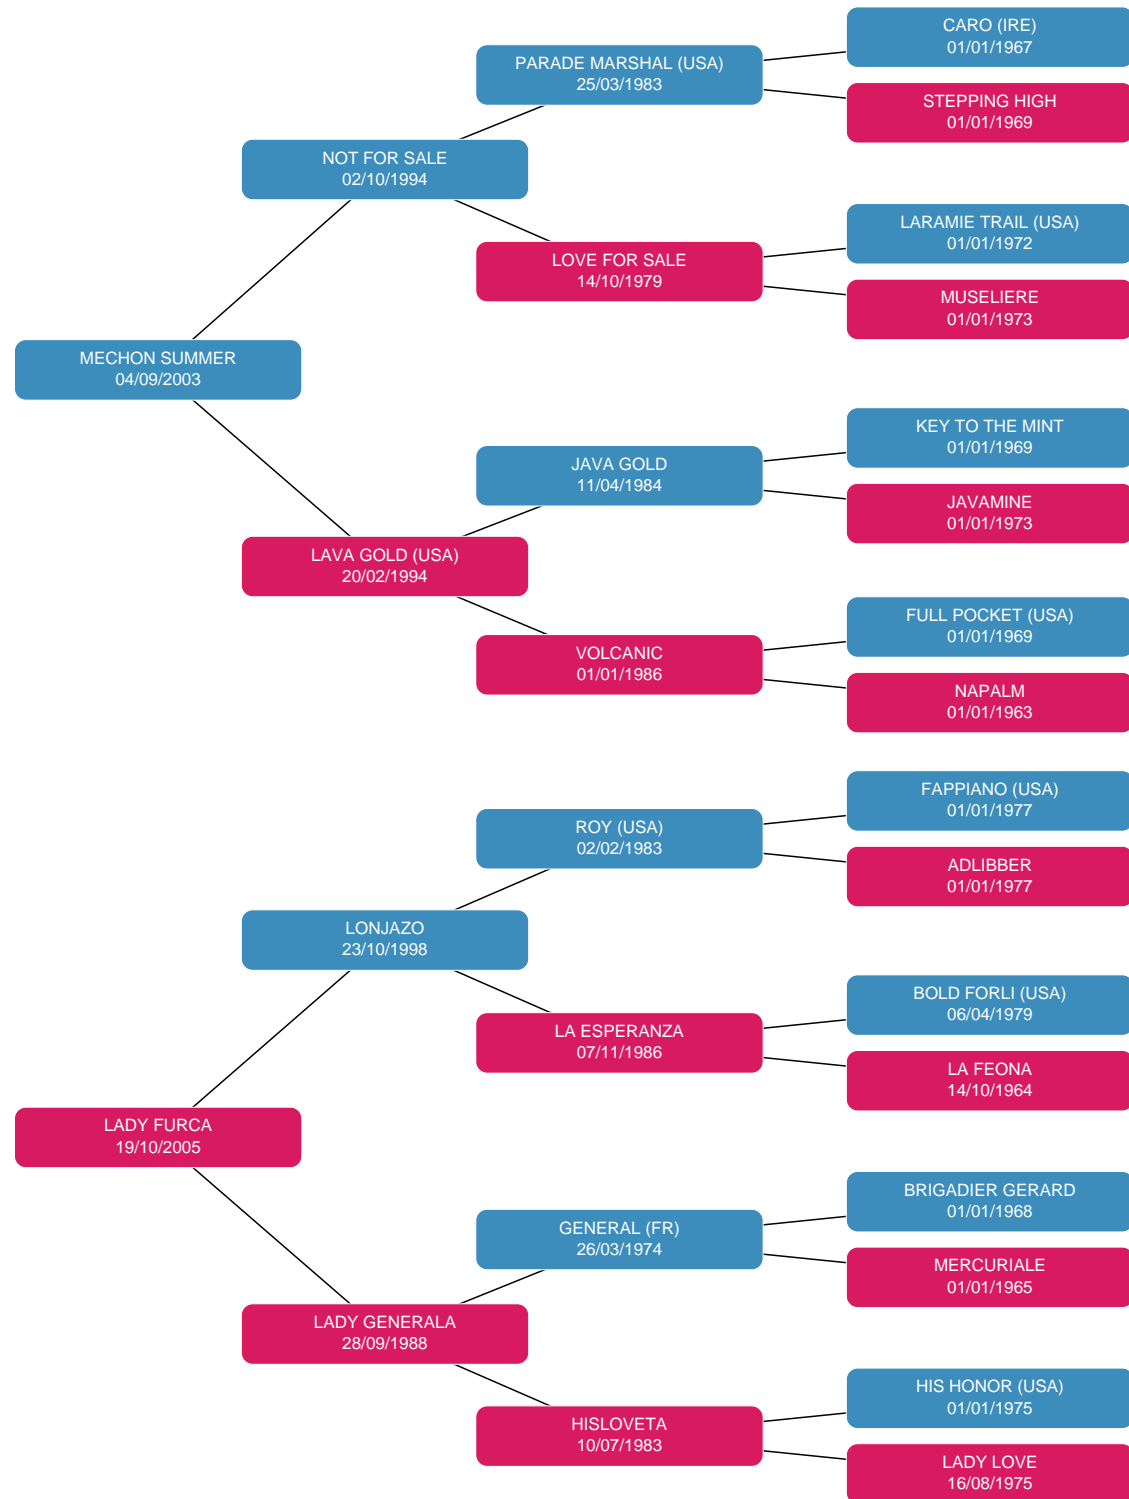 CARO (IRE)
01/01/1967
PARADE MARSHAL (USA)
25/03/1983
STEPPING HIGH
01/01/1969
NOT FOR SALE
02/10/1994
LARAMIE TRAIL (USA)
01/01/1972
LOVE FOR SALE
14/10/1979
MUSELIERE
01/01/1973
MECHON SUMMER
04/09/2003
KEY TO THE MINT
01/01/1969
JAVA GOLD
11/04/1984
JAVAMINE
01/01/1973
LAVA GOLD (USA)
20/02/1994
FULL POCKET (USA)
01/01/1969
VOLCANIC
01/01/1986
NAPALM
01/01/1963
FAPPIANO (USA)
01/01/1977
ROY (USA)
02/02/1983
ADLIBBER
01/01/1977
LONJAZO
23/10/1998
BOLD FORLI (USA)
06/04/1979
LA ESPERANZA
07/11/1986
LA FEONA
14/10/1964
LADY FURCA
19/10/2005
BRIGADIER GERARD
01/01/1968
GENERAL (FR)
26/03/1974
MERCURIALE
01/01/1965
LADY GENERALA
28/09/1988
HIS HONOR (USA)
01/01/1975
HISLOVETA
10/07/1983
LADY LOVE
16/08/1975